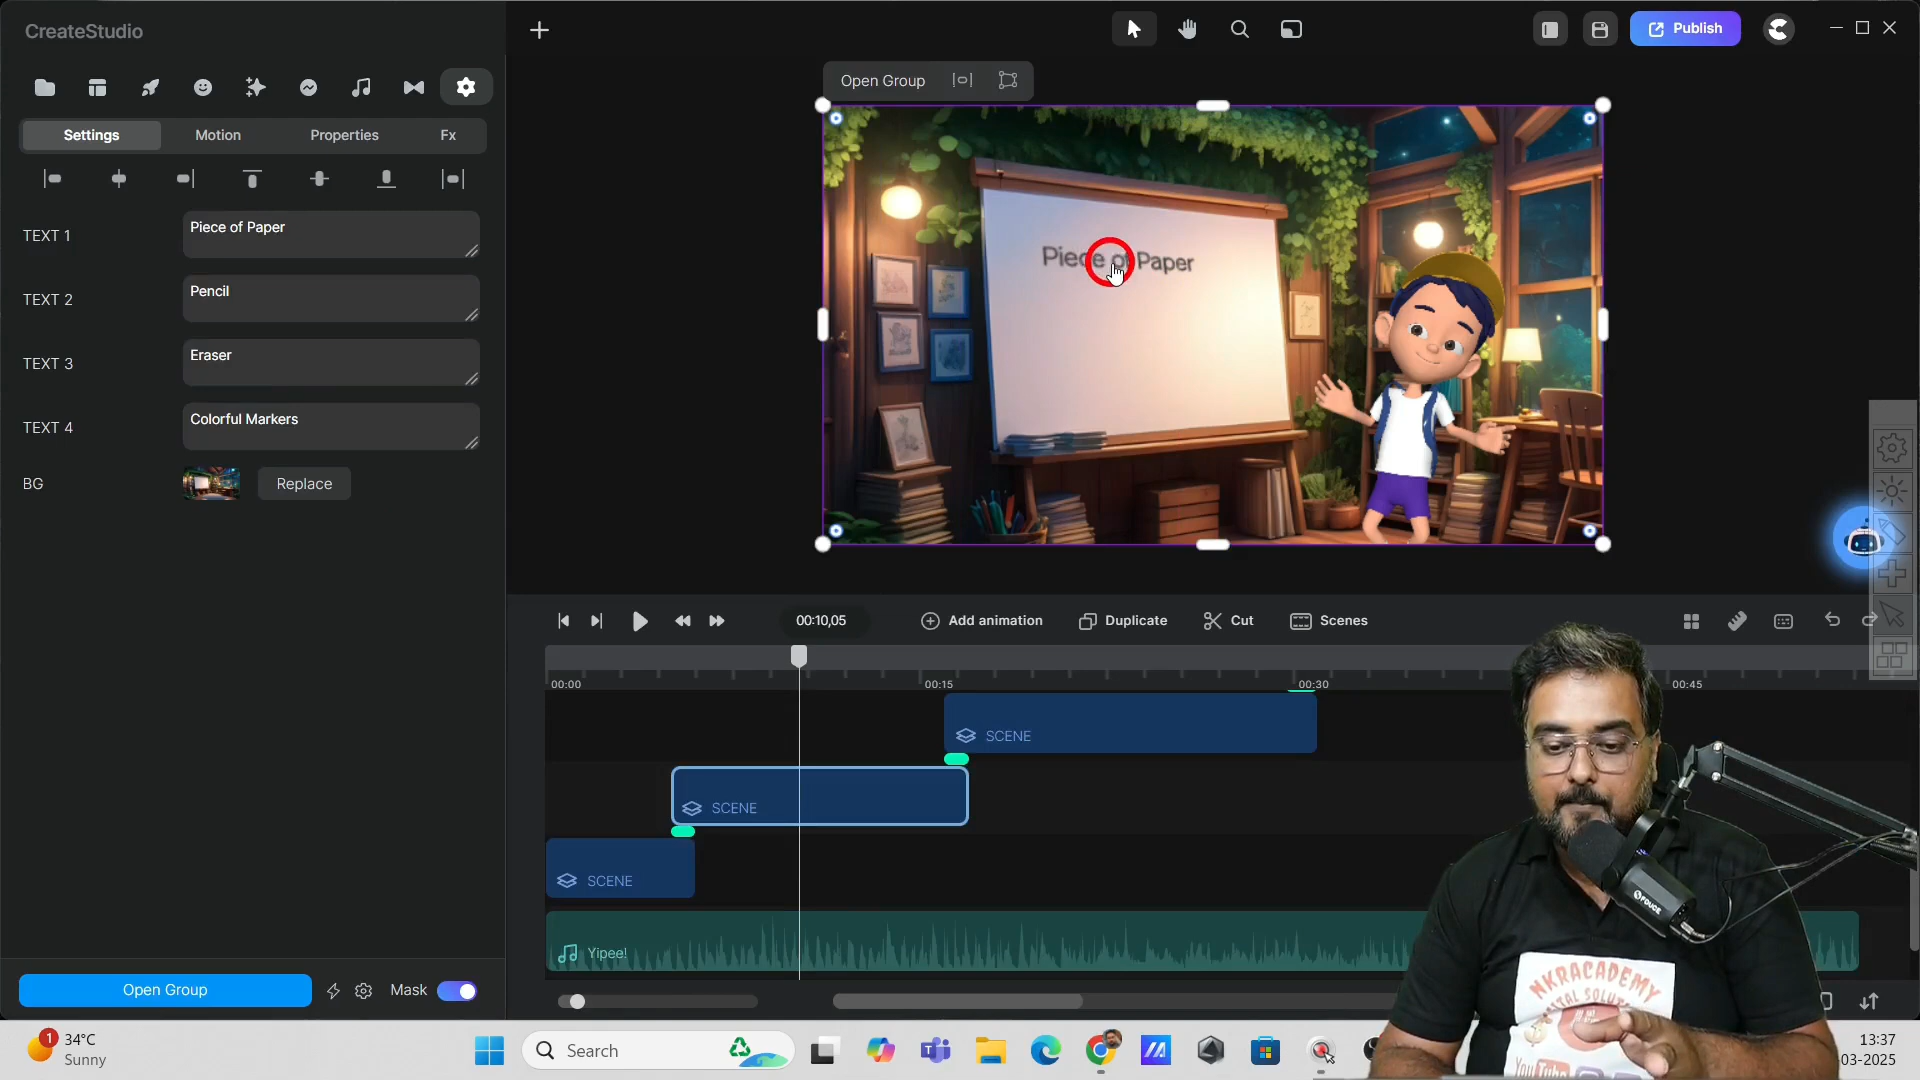 CreateStudio
Publish
Open Group
Settings Motion Properties Fx
TEXT 1 Piece of Paper
TEXT 2 Pencil
TEXT 3 Eraser
TEXT 4 Colorful Markers
BG Replace
Piece of Paper
00:10,05 Add animation Duplicate Cut Scenes
00:00 00:15 00:30 00:45
SCENE
SCENE
SCENE
Yipee!
Open Group Mask
1 34°C
Sunny
Search
13:37
03-2025
FDUCE
NKRACADEMY